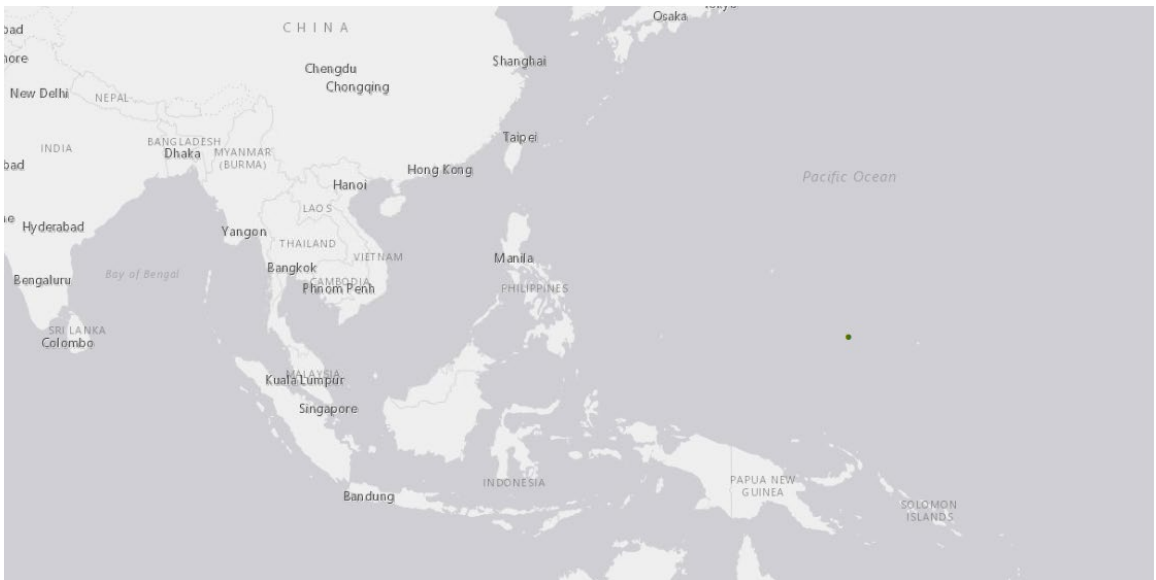 CHINA
Osaka
Shanghai
Chengdu
Chongqing
New Delhi
NEPAL
Taipei
INDIA
BANGLADESH
Dhaka
MYANMAR
(BURMA)
Hong Kong
Pacific Ocean
Hanoi
LAOS
Hyderabad
Yangon
THAILAND
VIETNAM
Manila
Bangkok
Bay of Bengal
Bengaluru
CAMBODIA
Phnom Penh
PHILIPPINES
SRI LANKA
Colombo
MALAYSIA
Kuala Lumpur
Singapore
INDONESIA
PAPUA NEW
GUINEA
Bandung
SOLOMON
ISLANDS